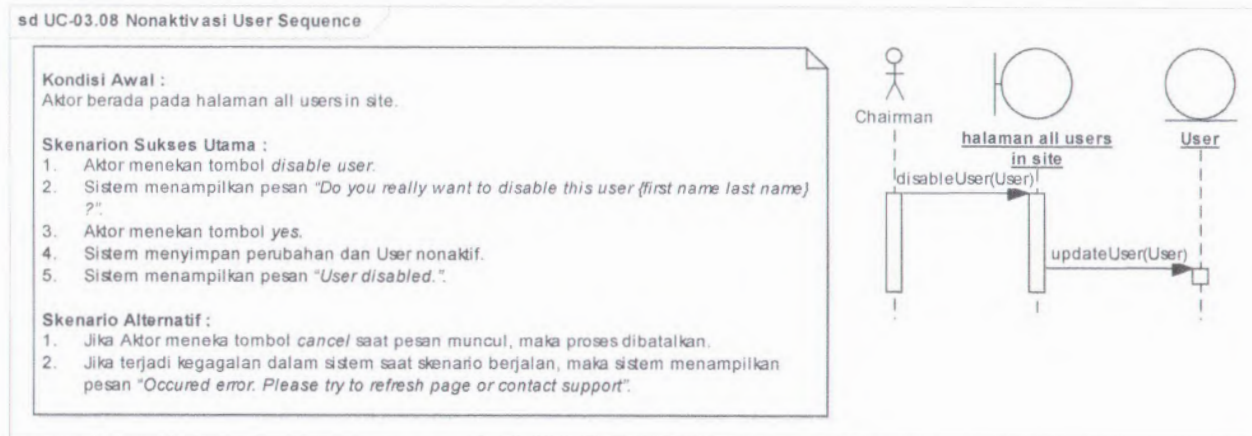 sd UC-03.08 Nonaktivasi User Sequence
Kondisi Awal :
Aktor berada pada halaman all users in site.
Skenarion Sukses Utama :
1. Aktor menekan tombol disable user.
2. Sistem menampilkan pesan "Do you really want to disable this user {first name last name}
?".
3. Aktor menekan tombol yes.
4. Sistem menyimpan perubahan dan User nonaktif.
5. Sistem menampilkan pesan "User disabled.".
Skenario Alternatif :
1. Jika Aktor meneka tombol cancel saat pesan muncul, maka proses dibatalkan.
2. Jika terjadi kegagalan dalam sistem saat skenario berjalan, maka sistem menampilkan
pesan "Occured error. Please try to refresh page or contact support".
Chairman
halaman all users
in site
User
disableUser(User)
updateUser(User)